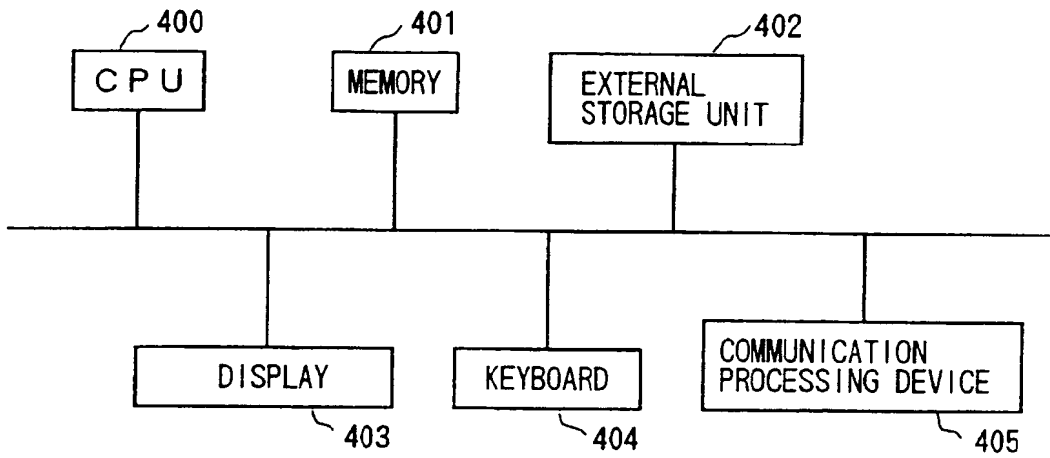 400
401
402
CPU
MEMORY
EXTERNAL
STORAGE UNIT
DISPLAY
KEYBOARD
COMMUNICATION
PROCESSING DEVICE
403
404
405